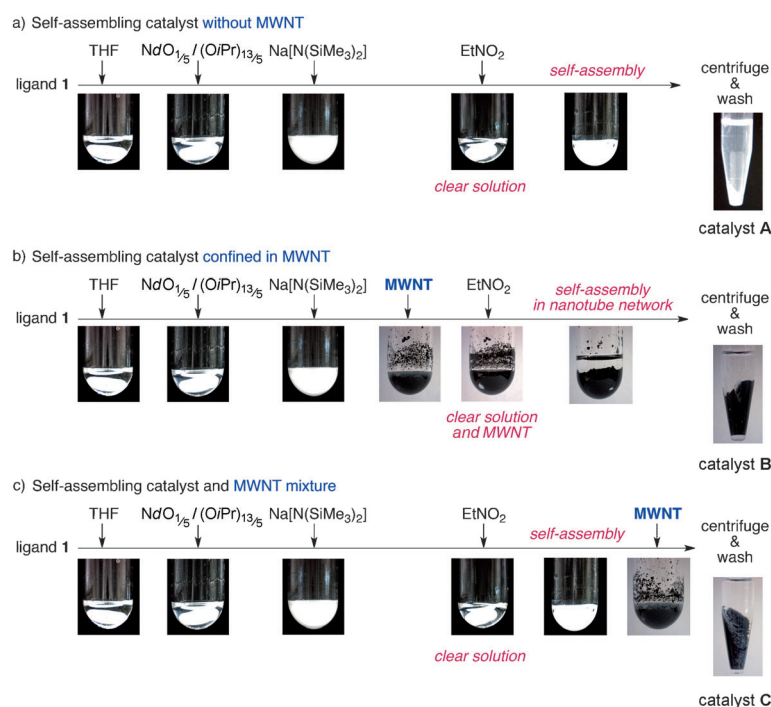 a) Self-assembling catalyst without MWNT
THF NdO1/5/(OiPr)13/5 Na[N(SiMe3)2] EtNO2 self-assembly centrifuge
&
wash
ligand 1
clear solution
catalyst A
b) Self-assembling catalyst confined in MWNT
THF NdO1/5/(OiPr)13/5 Na[N(SiMe3)2] MWNT EtNO2 self-assembly
in nanotube network
centrifuge
&
wash
ligand 1
clear solution
and MWNT
catalyst B
c) Self-assembling catalyst and MWNT mixture
THF NdO1/5/(OiPr)13/5 Na[N(SiMe3)2] EtNO2 self-assembly MWNT centrifuge
&
wash
ligand 1
clear solution
catalyst C